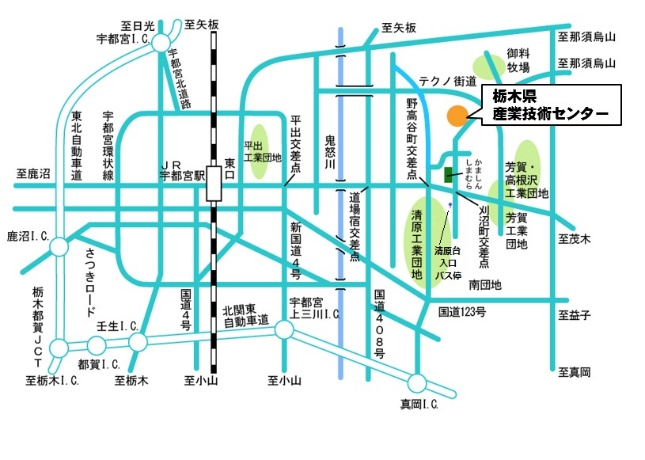 至日光
宇都宮I.C.
至矢板
宇都宮北道路
至矢板
至那須烏山
至那須烏山
御料
牧場
テクノ街道
栃木県
産業技術センター
東北自動車道
宇都宮環状線
JR
宇都宮駅
東口
平出
工業団地
平出交差点
鬼怒川
野高谷町交差点
かましん
しまむら
芳賀・
高根沢
工業団地
芳賀
工業
団地
至鹿沼
道場宿交差点
清原工業団地
清原台
入口
バス停
刈沼町交差点
至茂木
鹿沼I.C.
さつきロード
新国道4号
南団地
栃木都賀JCT
壬生I.C.
都賀I.C.
国道4号
北関東
自動車道
宇都宮
上三川I.C.
国道408号
国道123号
至益子
至栃木I.C.
至栃木
至小山
至小山
真岡I.C.
至真岡